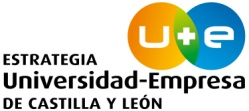 u+e
ESTRATEGIA
Universidad-Empresa
DE CASTILLA Y LEÓN